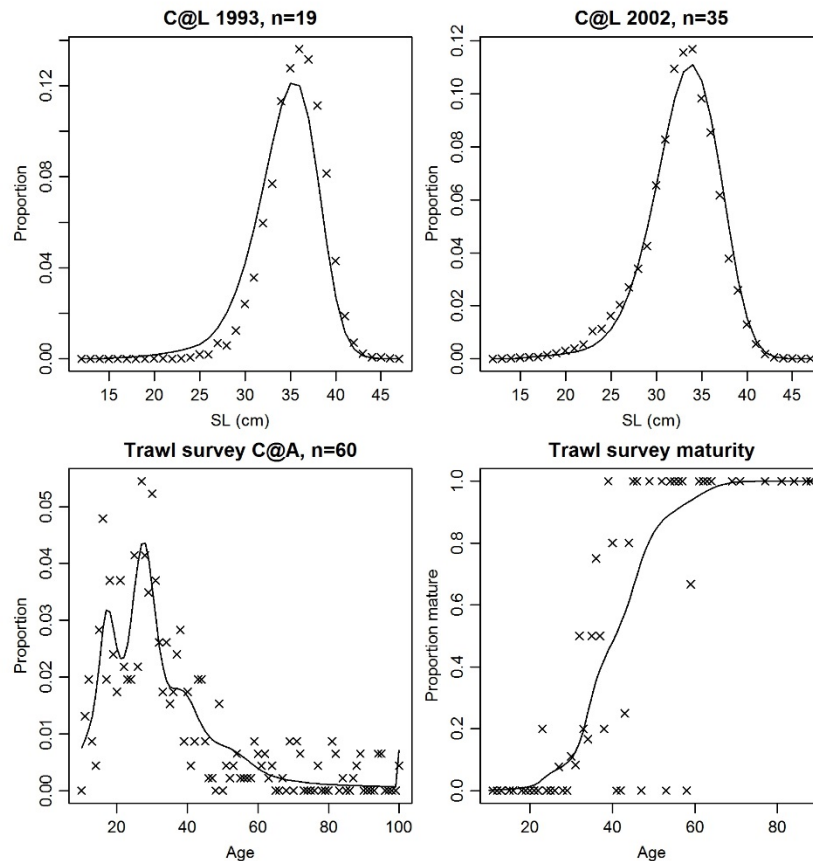 C@L 1993, n=19
Proportion
0.00 0.04 0.08 0.12
15 20 25 30 35 40 45
SL (cm)
C@L 2002, n=35
Proportion
0.00 0.02 0.04 0.06 0.08 0.10 0.12
15 20 25 30 35 40 45
SL (cm)
Trawl survey C@A, n=60
Proportion
0.00 0.01 0.02 0.03 0.04 0.05
20 40 60 80 100
Age
Trawl survey maturity
Proportion mature
0.0 0.2 0.4 0.6 0.8 1.0
20 40 60 80
Age